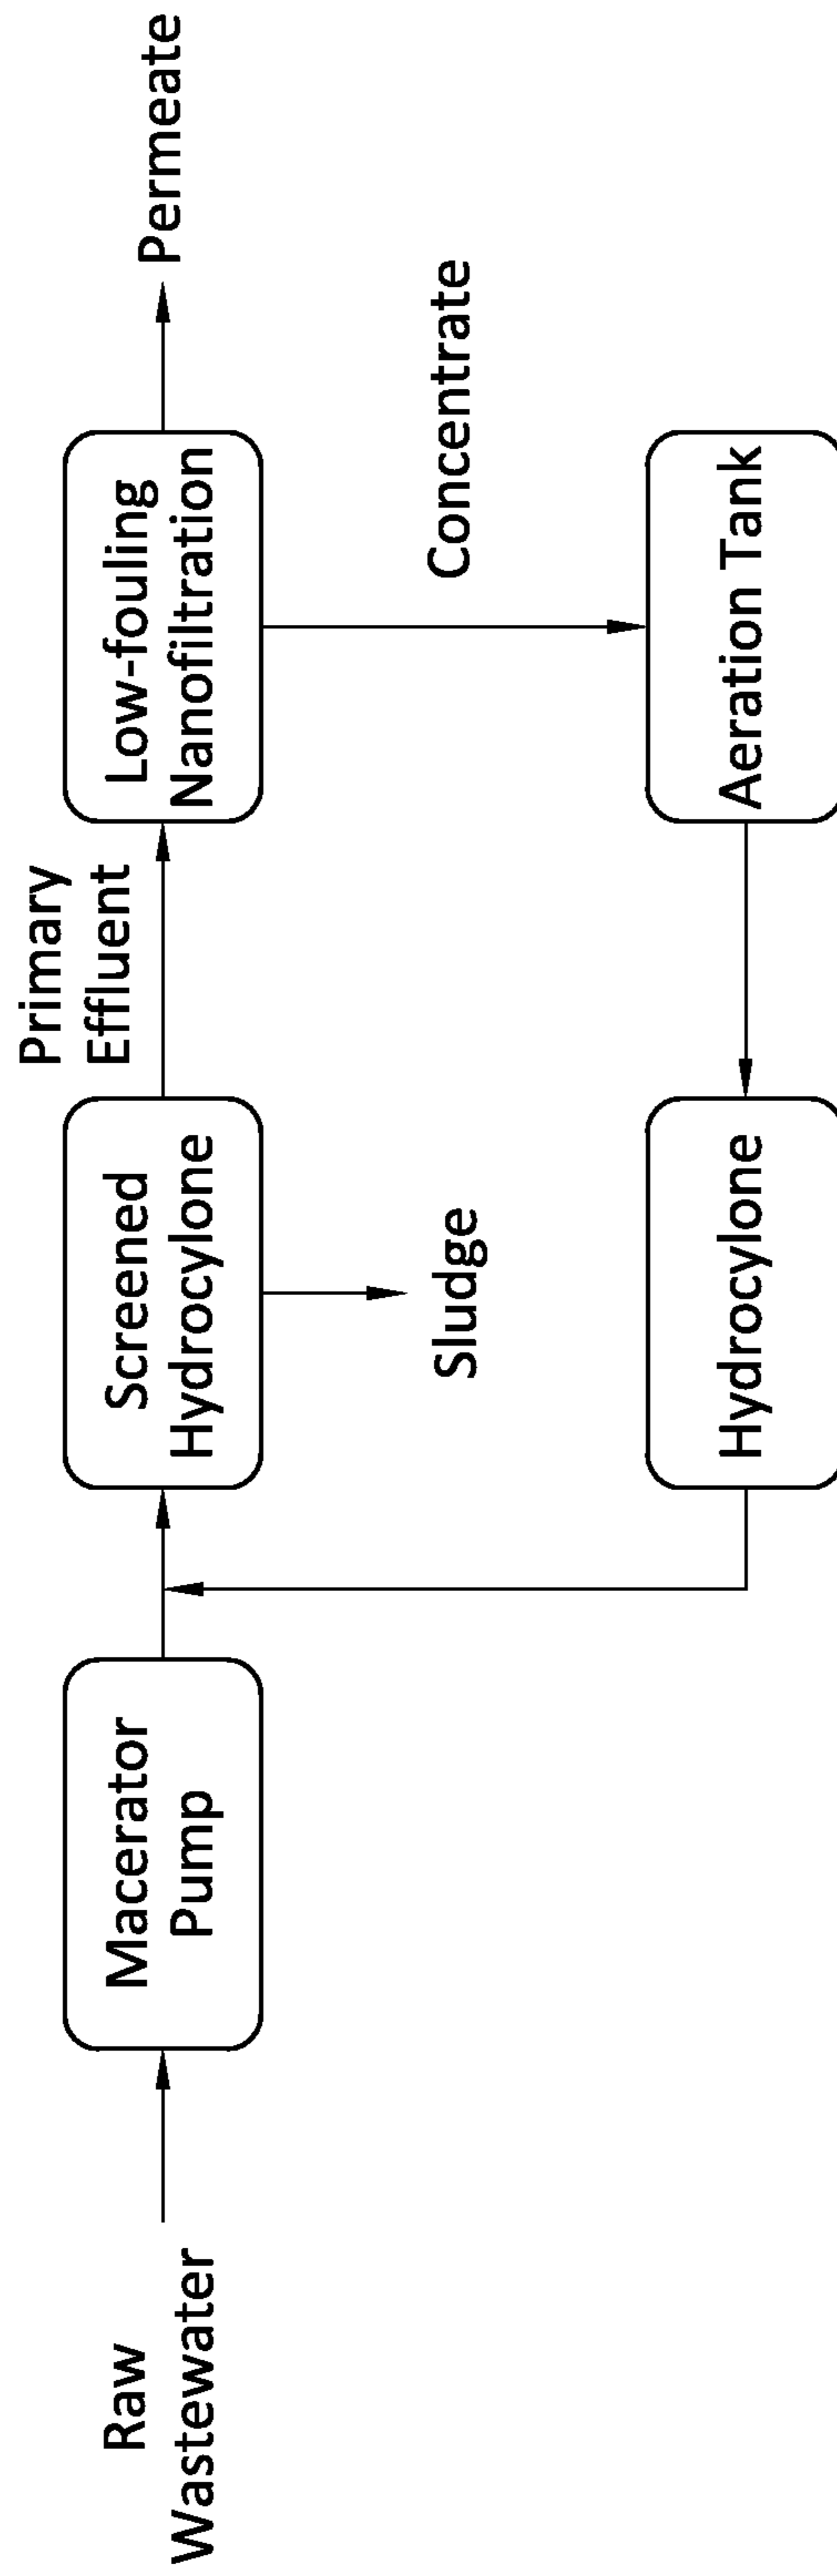 Raw
Wastewater
Macerator
Pump
Screened
Hydrocylone
Primary
Effluent
Low-fouling
Nanofiltration
Permeate
Sludge
Concentrate
Hydrocylone
Aeration Tank